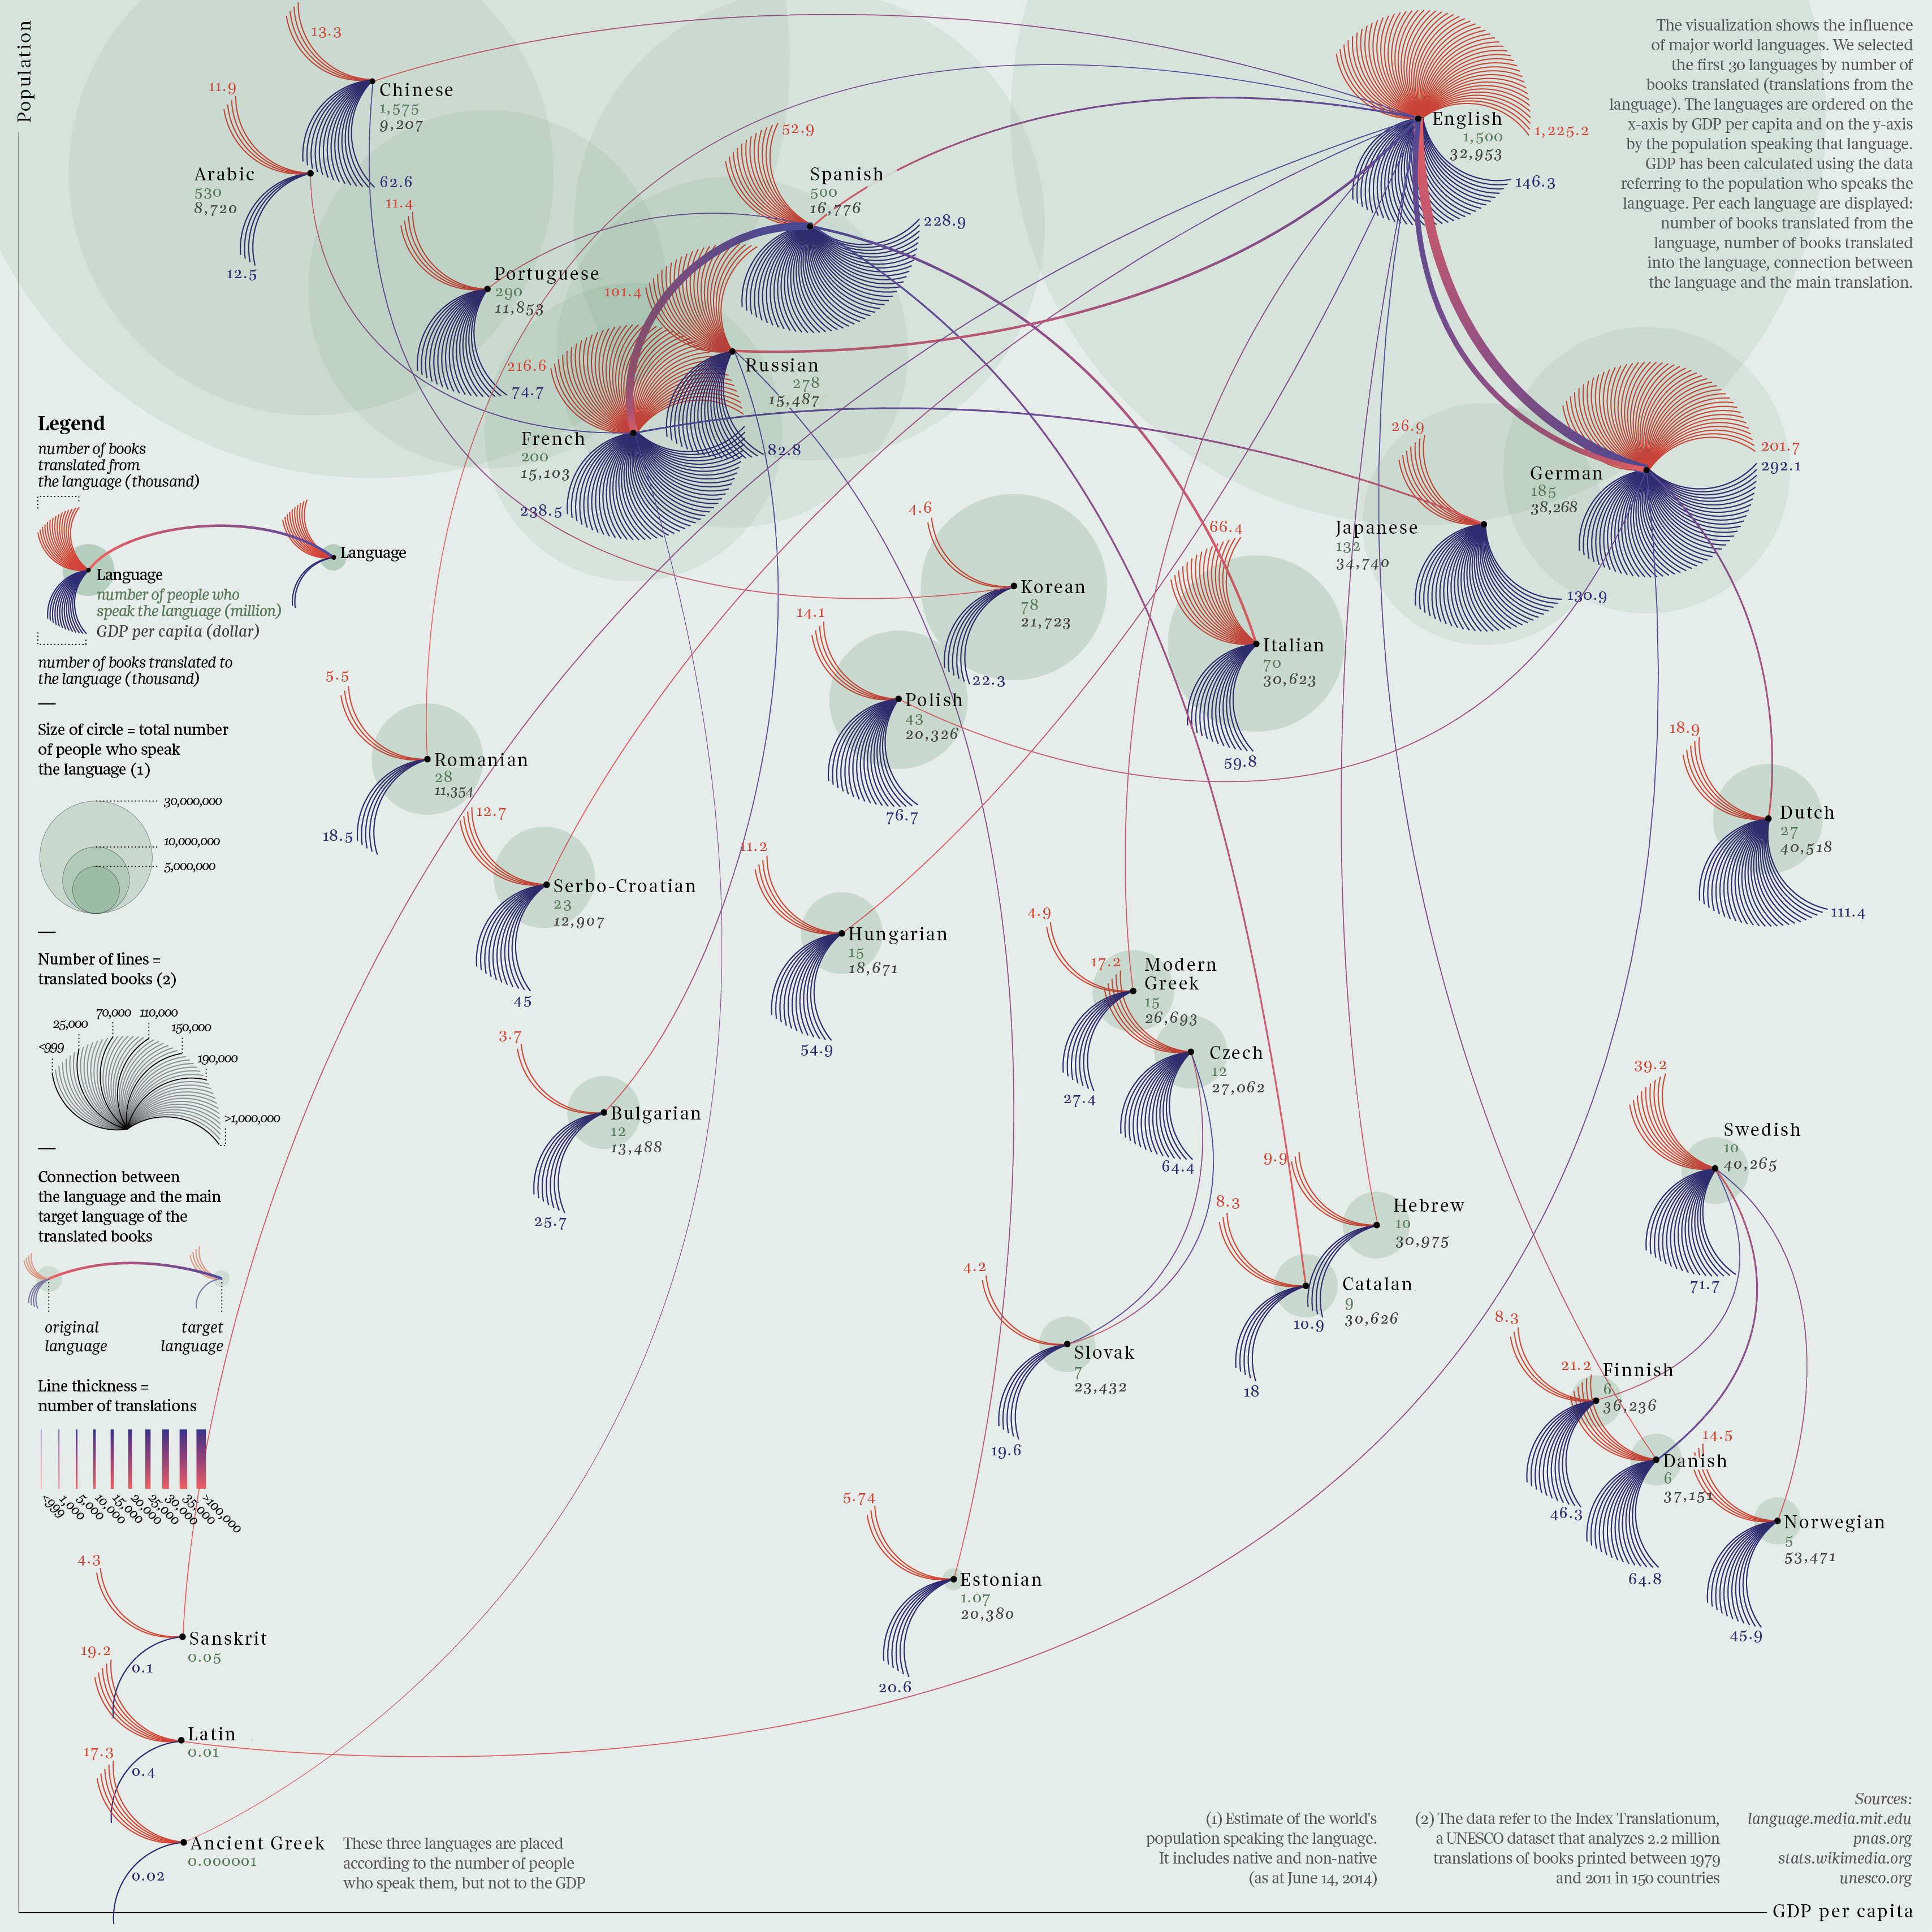 Population
The visualization shows the influence
of major world languages. We selected
the first 30 languages by number of
books translated (translations from the
language). The languages are ordered on the
x-axis by GDP per capita and on the y-axis
by the population speaking that language.
GDP has been calculated using the data
referring to the population who speaks the
language. Per each language are displayed:
number of books translated from the
language, number of books translated
into the language, connection between
the language and the main translation.
13.3
Chinese
1,575
9,207
62.6
11.9
Arabic
530
8,720
12.5
52.9
Spanish
500
16,776
228.9
English
1,500
32,953
1,225.2
146.3
11.4
Portuguese
290
11,853
74.7
101.4
Russian
278
15,487
82.8
216.6
French
200
15,103
238.5
26.9
Japanese
132
34,740
130.9
201.7
292.1
German
185
38,268
Legend
number of books
translated from
the language (thousand)
Language
Language
number of people who
speak the language (million)
GDP per capita (dollar)
number of books translated to
the language (thousand)
Size of circle = total number
of people who speak
the language (1)
30,000,000
10,000,000
5,000,000
Number of lines =
translated books (2)
<999
25,000
70,000
110,000
150,000
190,000
>1,000,000
Connection between
the language and the main
target language of the
translated books
original
language
target
language
Line thickness =
number of translations
<999
1,000
5,000
10,000
15,000
20,000
25,000
30,000
35,000
>100,000
4.6
Korean
78
21,723
22.3
66.4
Italian
70
30,623
59.8
14.1
Polish
43
20,326
76.7
5.5
Romanian
28
11,354
18.5
18.9
Dutch
27
40,518
111.4
12.7
Serbo-Croatian
23
12,907
45
11.2
Hungarian
15
18,671
54.9
4.9
Modern
Greek
15
26,693
27.4
17.2
Czech
12
27,062
64.4
3.7
Bulgarian
12
13,488
25.7
39.2
Swedish
10
40,265
71.7
9.9
Hebrew
10
30,975
10.9
8.3
Catalan
9
30,626
18
4.2
Slovak
7
23,432
19.6
8.3
Finnish
6
36,236
46.3
21.2
Danish
6
37,151
64.8
14.5
Norwegian
5
53,471
45.9
5.74
Estonian
1.07
20,380
20.6
4.3
Sanskrit
0.05
0.1
19.2
Latin
0.01
0.4
17.3
Ancient Greek
0.000001
0.02
These three languages are placed
according to the number of people
who speak them, but not to the GDP
(1) Estimate of the world's
population speaking the language.
It includes native and non-native
(as at June 14, 2014)
(2) The data refer to the Index Translationum,
a UNESCO dataset that analyzes 2.2 million
translations of books printed between 1979
and 2011 in 150 countries
Sources:
language.media.mit.edu
pnas.org
stats.wikimedia.org
unesco.org
GDP per capita